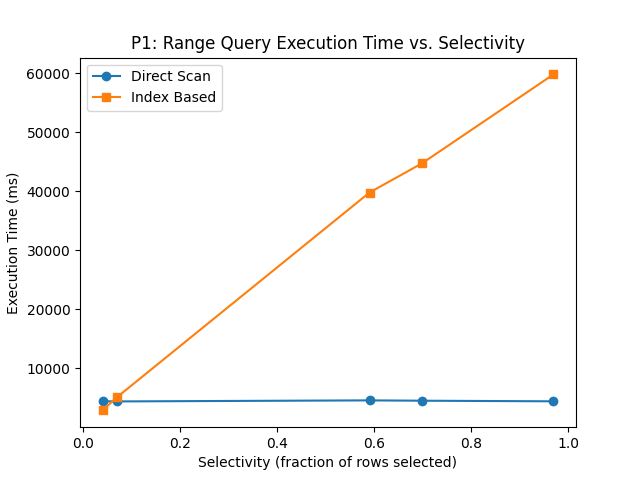 P1: Range Query Execution Time vs. Selectivity
Direct Scan
Index Based
60000
50000
40000
30000
20000
10000
Execution Time (ms)
0.0 0.2 0.4 0.6 0.8 1.0
Selectivity (fraction of rows selected)